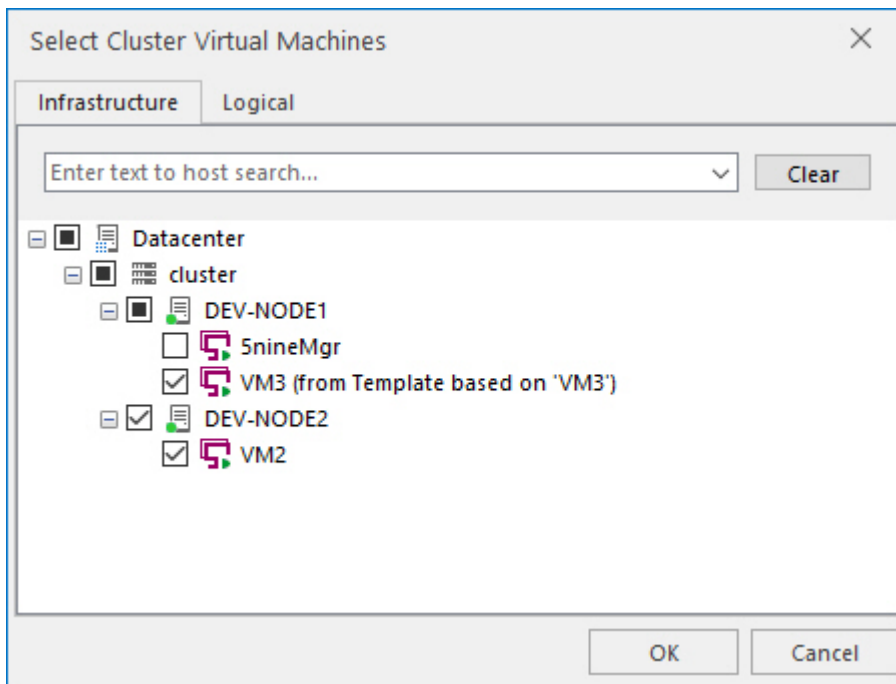 Select Cluster Virtual Machines
Infrastructure Logical
Enter text to host search... Clear
Datacenter
cluster
DEV-NODE1
5nineMgr
VM3 (from Template based on 'VM3')
DEV-NODE2
VM2
OK Cancel